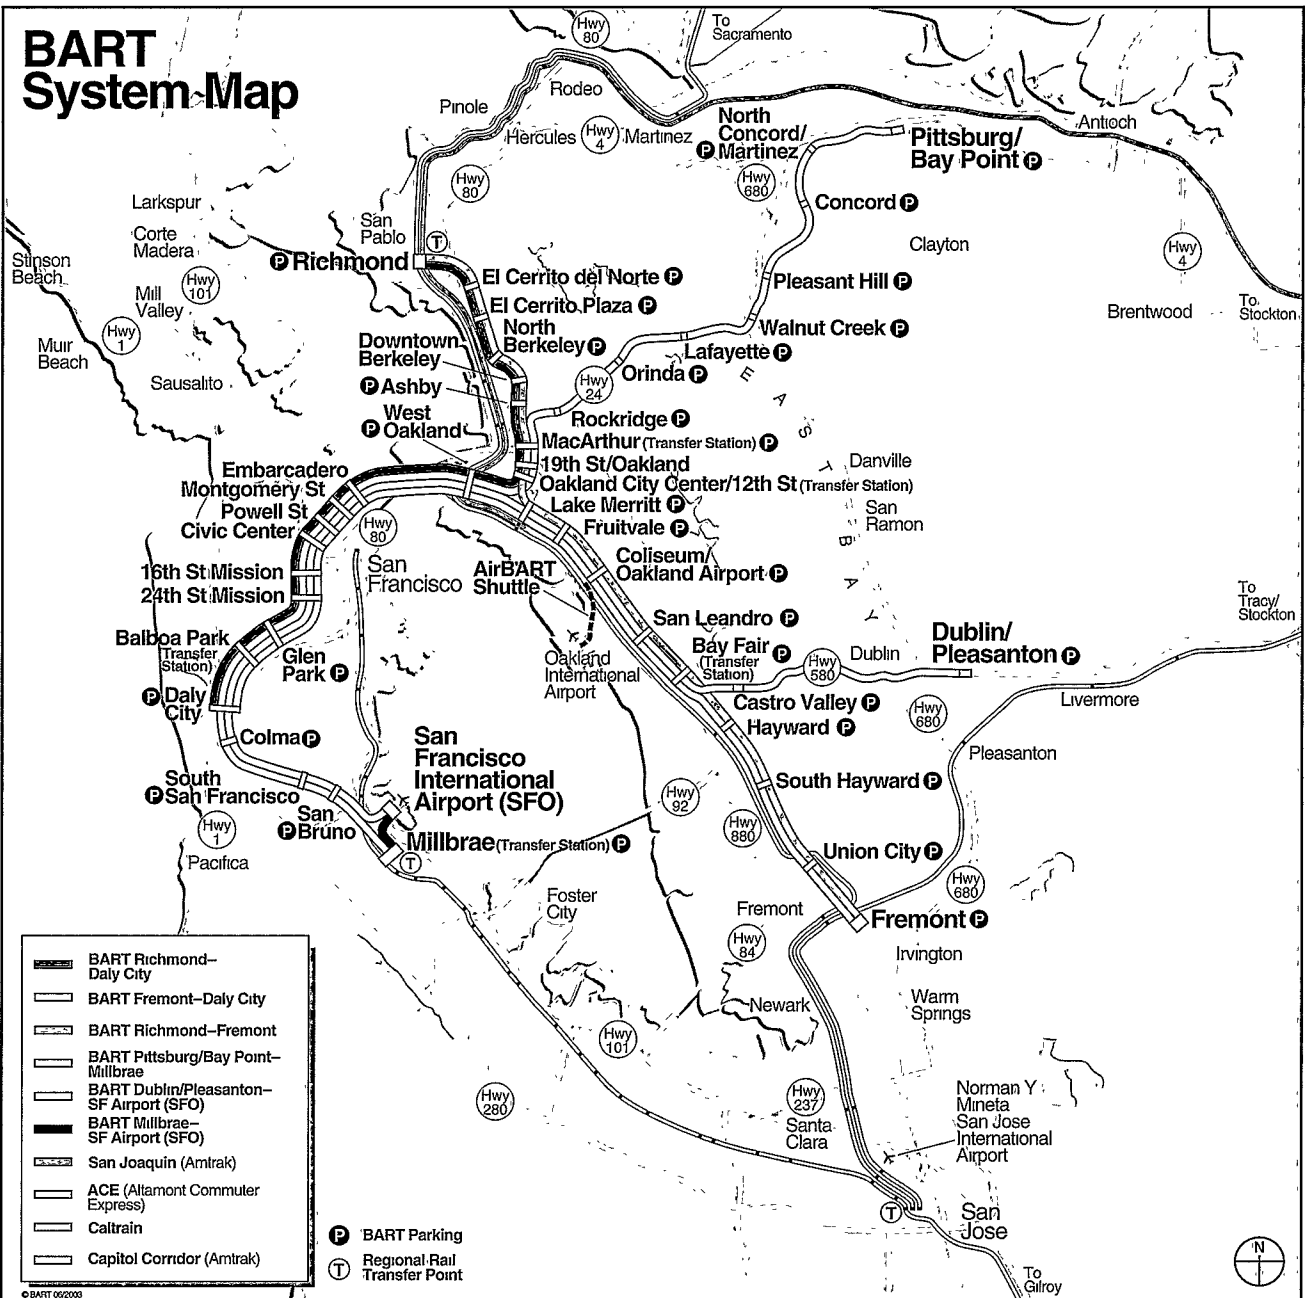 BART
System Map
Hwy
80
To
Sacramento
Rodeo
Pinole
Hercules
Hwy
4
Martinez
North
Concord/
Martinez
P
Pittsburg/
Bay Point P
Antioch
Hwy
80
Hwy
680
Concord P
Clayton
Hwy
4
Larkspur
Corte
Madera
San
Pablo
T
P Richmond
Stinson
Beach
Hwy
101
Mill
Valley
Hwy
1
Muir
Beach
Sausalito
El Cerrito del Norte P
El Cerrito Plaza P
North
Berkeley P
Downtown
Berkeley
P Ashby
West
P Oakland
Pleasant Hill P
Walnut Creek P
Lafayette P
Orinda P
Hwy
24
Rockridge P
Brentwood
To
Stockton
EAST BAY
MacArthur (Transfer Station) P
19th St/Oakland
Oakland City Center/12th St (Transfer Station)
Lake Merritt P
Fruitvale P
Danville
San
Ramon
Embarcadero
Montgomery St
Powell St
Civic Center
Hwy
80
San
Francisco
16th St Mission
24th St Mission
AirBART
Shuttle
Coliseum/
Oakland Airport P
San Leandro P
Bay Fair
(Transfer
Station)
P
Oakland
International
Airport
Balboa Park
(Transfer
Station)
Glen
Park P
P Daly
City
Colma P
Hwy
580
Dublin
Dublin/
Pleasanton P
To
Tracy/
Stockton
Castro Valley P
Hayward P
Hwy
680
Livermore
Pleasanton
San
Francisco
International
Airport (SFO)
South
P San Francisco
San
P Bruno
Hwy
1
Pacifica
Millbrae (Transfer Station) P
T
Hwy
92
South Hayward P
Hwy
880
Union City P
Hwy
680
Foster
City
Fremont
Fremont P
Hwy
84
Irvington
Newark
Warm
Springs
Hwy
101
Hwy
280
Hwy
237
Santa
Clara
Norman Y
Mineta
San Jose
International
Airport
T
San
Jose
To
Gilroy
N
BART Richmond–
Daly City
BART Fremont–Daly City
BART Richmond–Fremont
BART Pittsburg/Bay Point–
Millbrae
BART Dublin/Pleasanton–
SF Airport (SFO)
BART Millbrae–
SF Airport (SFO)
San Joaquin (Amtrak)
ACE (Altamont Commuter
Express)
Caltrain
Capitol Corridor (Amtrak)
P BART Parking
T Regional Rail
Transfer Point
© BART 06/2003